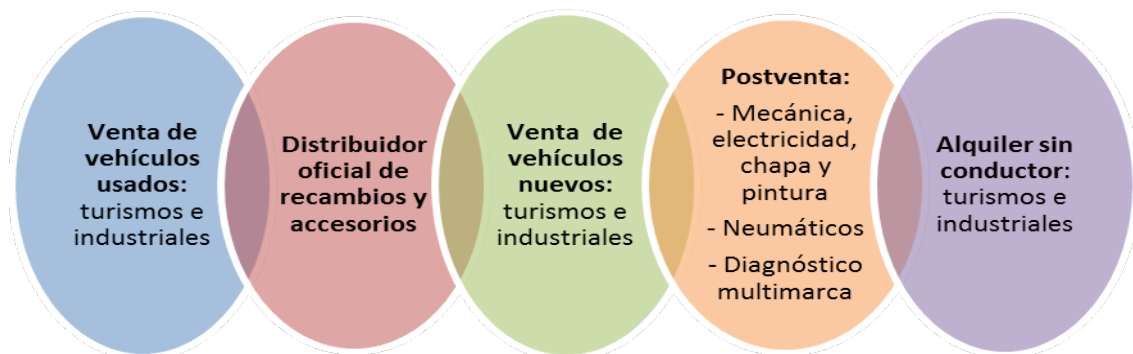 Venta de
vehículos
usados:
turismos e
industriales
Distribuidor
oficial de
recambios y
accesorios
Venta de
vehículos
nuevos:
turismos e
industriales
Postventa:
- Mecánica,
electricidad,
chapa y
pintura
- Neumáticos
- Diagnóstico
multimarca
Alquiler sin
conductor:
turismos e
industriales